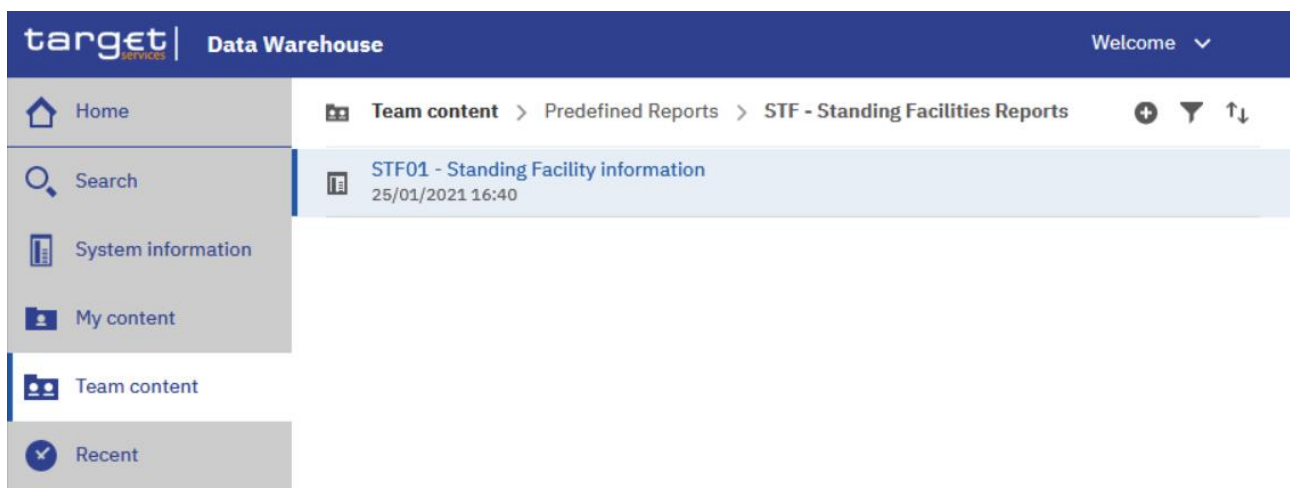 target services | Data Warehouse Welcome
Home
Team content > Predefined Reports > STF - Standing Facilities Reports
Search
STF01 - Standing Facility information
25/01/2021 16:40
System information
My content
Team content
Recent